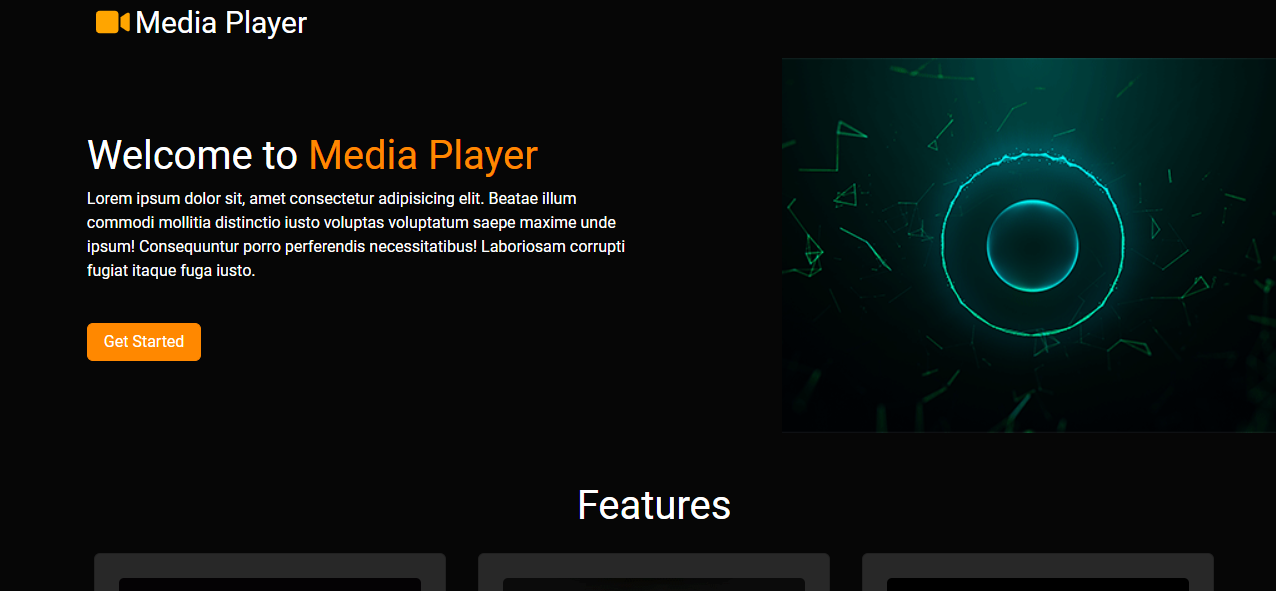 Media Player
Welcome to Media Player
Lorem ipsum dolor sit, amet consectetur adipisicing elit. Beatae illum
commodi mollitia distinctio iusto voluptas voluptatum saepe maxime unde
ipsum! Consequuntur porro perferendis necessitatibus! Laboriosam corrupti
fugiat itaque fuga iusto.
Get Started
Features